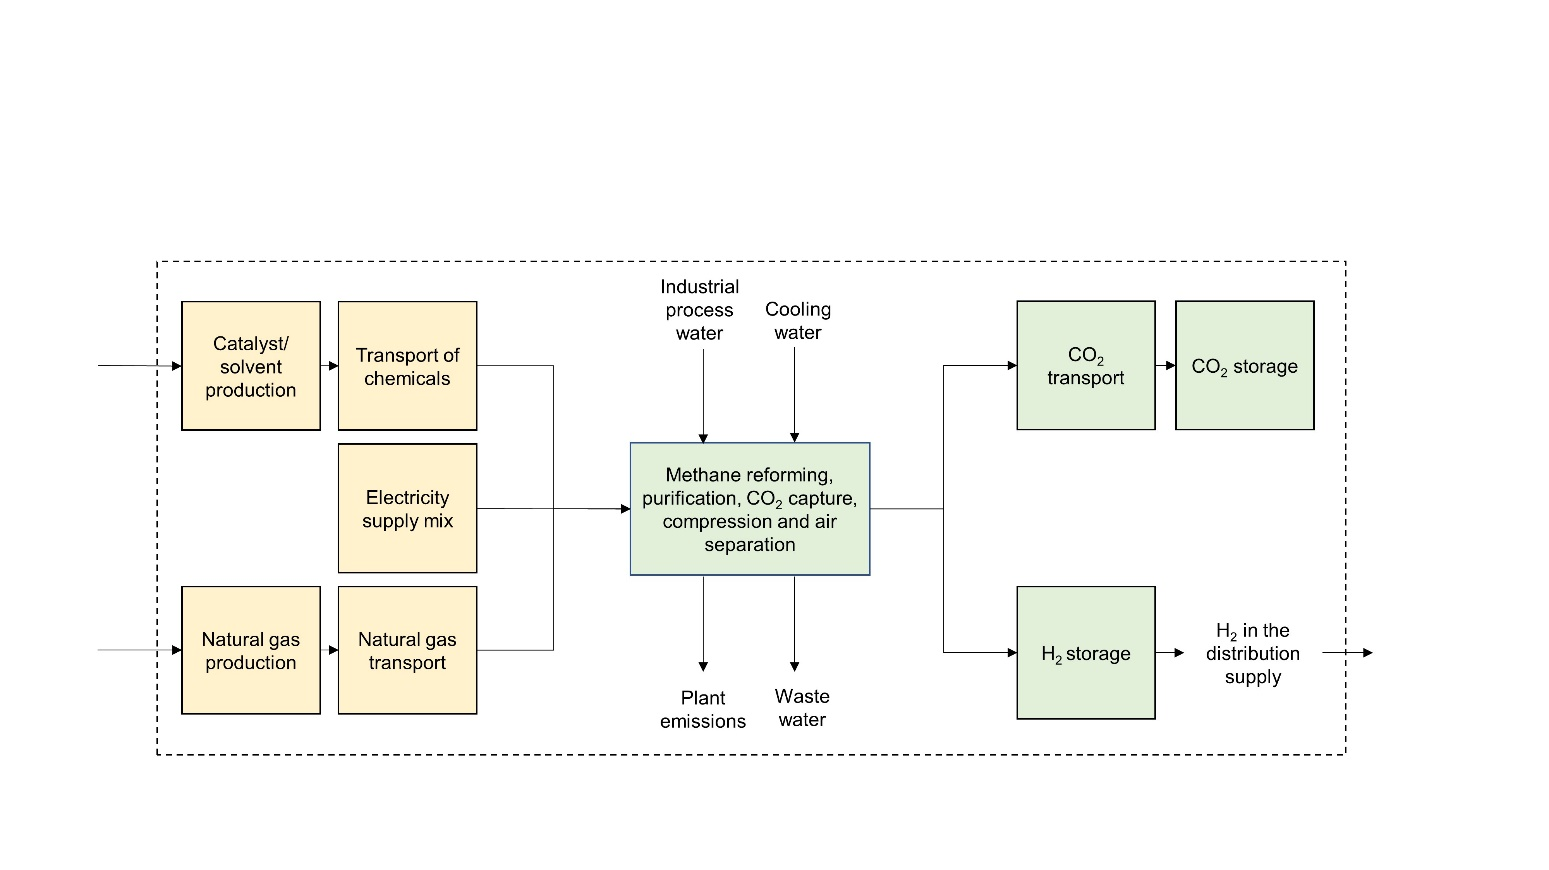 Industrial
process
water
Cooling
water
Catalyst/
solvent
production
Transport of
chemicals
CO₂
transport
CO₂ storage
Electricity
supply mix
Methane reforming,
purification, CO₂ capture,
compression and air
separation
Natural gas
production
Natural gas
transport
H₂ storage
H₂ in the
distribution
supply
Plant
emissions
Waste
water